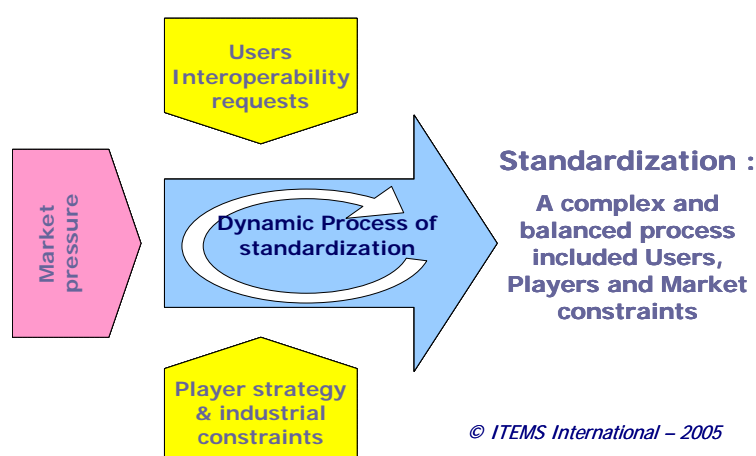 Users
Interoperability
requests
Market
pressure
Dynamic Process of
standardization
Standardization :
A complex and
balanced process
included Users,
Players and Market
constraints
Player strategy
& industrial
constraints
© ITEMS International – 2005